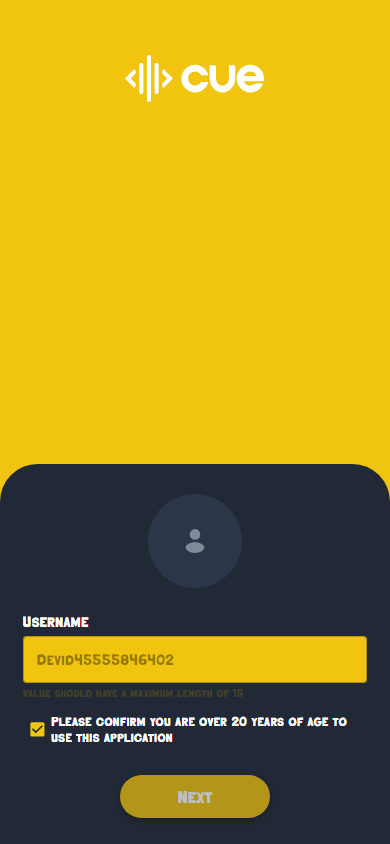 cue
Username
Devid45555846402
Value should have a maximum length of 15
Please confirm you are over 20 years of age to
use this application
Next